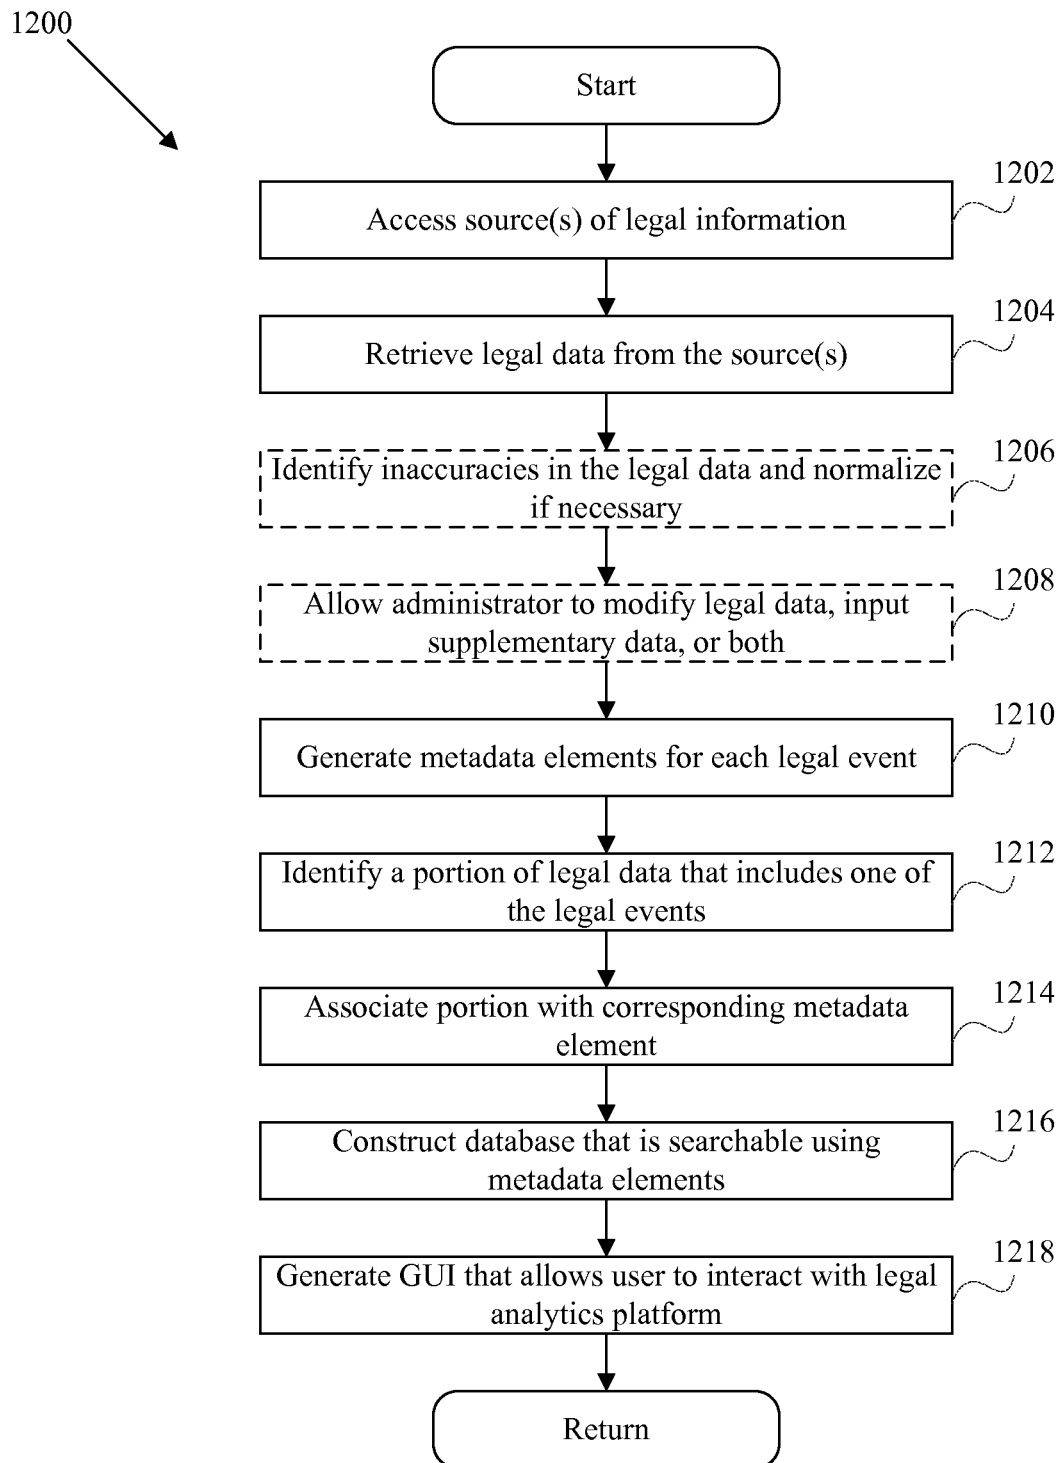 1200
Start
1202
Access source(s) of legal information
1204
Retrieve legal data from the source(s)
1206
Identify inaccuracies in the legal data and normalize
if necessary
1208
Allow administrator to modify legal data, input
supplementary data, or both
1210
Generate metadata elements for each legal event
1212
Identify a portion of legal data that includes one of
the legal events
1214
Associate portion with corresponding metadata
element
1216
Construct database that is searchable using
metadata elements
1218
Generate GUI that allows user to interact with legal
analytics platform
Return